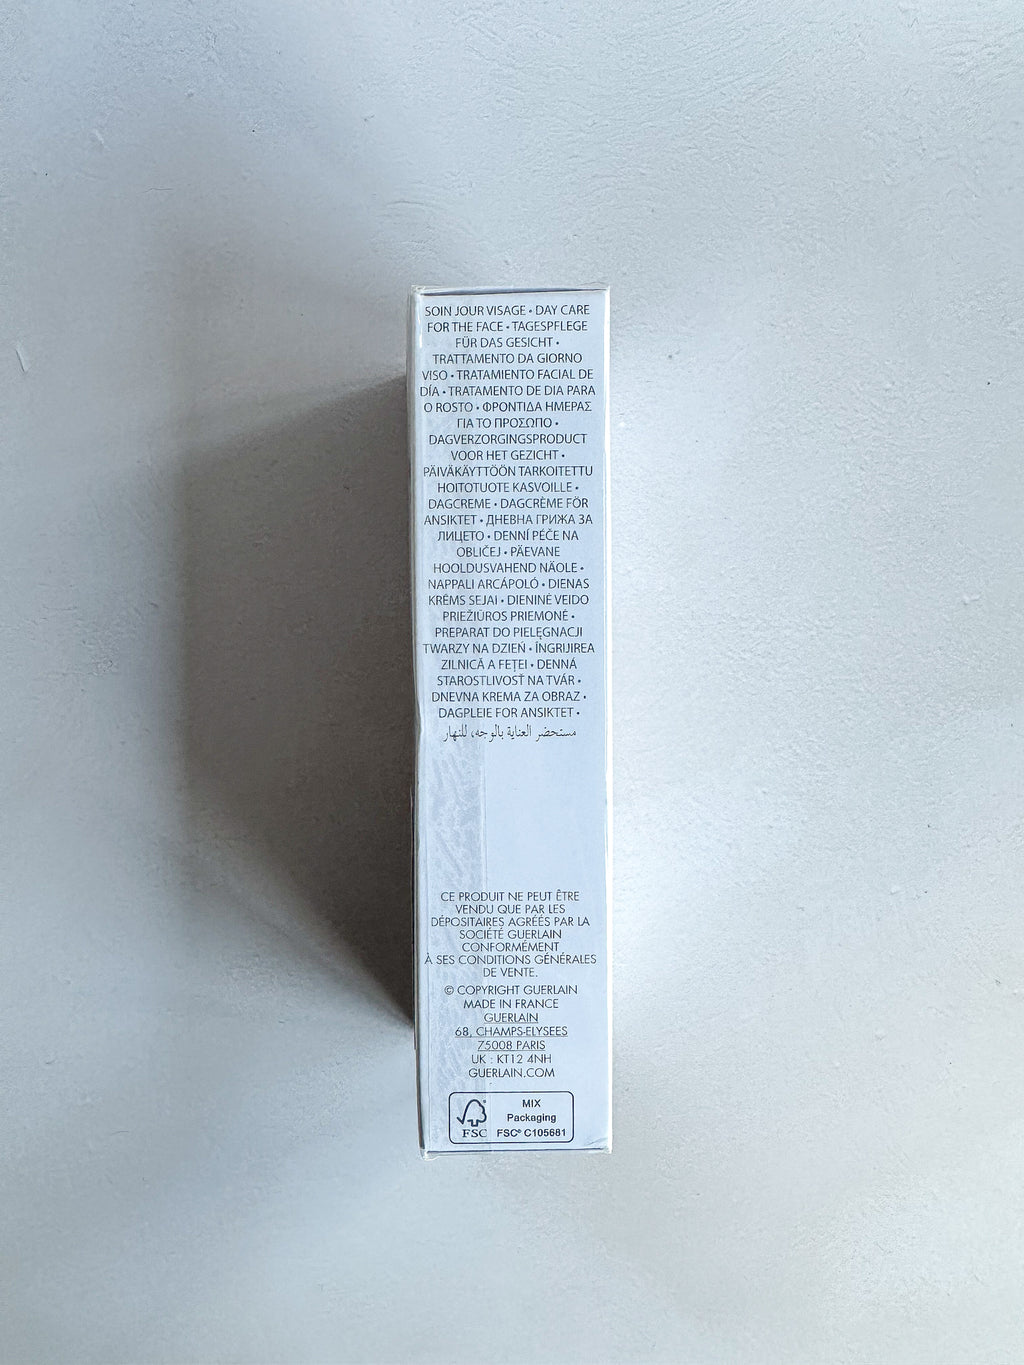 SOIN JOUR VISAGE • DAY CARE
FOR THE FACE • TAGESPFLEGE
FÜR DAS GESICHT •
TRATTAMENTO DA GIORNO
VISO • TRATAMIENTO FACIAL DE
DÍA • TRATAMENTO DE DIA PARA
O ROSTO • ΦΡΟΝΤΙΔΑ ΗΜΕΡΑΣ
ΓΙΑ ΤΟ ΠΡΟΣΩΠΟ •
DAGVERZORGINGSPRODUCT
VOOR HET GEZICHT •
PÄIVÄKÄYTTÖÖN TARKOITETTU
HOITOTUOTE KASVOILLE •
DAGCREME • DAGCRÈME FÖR
ANSIKTET • ДНЕВНА ГРИЖА ЗА
ЛИЦЕТО • DENNÍ PÉČE NA
OBLIČEJ • PÄEVANE
HOOLDUSVAHEND NÄOLE •
NAPPALI ARCÁPOLÓ • DIENAS
KRĒMS SEJAI • DIENINĖ VEIDO
PRIEŽIŪROS PRIEMONĖ •
PREPARAT DO PIELĘGNACJI
TWARZY NA DZIEŃ • ÎNGRIJIREA
ZILNICĂ A FEȚEI • DENNÁ
STAROSTLIVOSŤ NA TVÁR •
DNEVNA KREMA ZA OBRAZ •
DAGPLEIE FOR ANSIKTET •
مستحضر العناية بالوجه، للنهار
CE PRODUIT NE PEUT ÊTRE
VENDU QUE PAR LES
DÉPOSITAIRES AGRÉÉS PAR LA
SOCIÉTÉ GUERLAIN
CONFORMÉMENT
À SES CONDITIONS GÉNÉRALES
DE VENTE.
© COPYRIGHT GUERLAIN
MADE IN FRANCE
GUERLAIN
68, CHAMPS-ELYSEES
75008 PARIS
UK : KT12 4NH
GUERLAIN.COM
MIX
Packaging
FSC
FSC® C105681